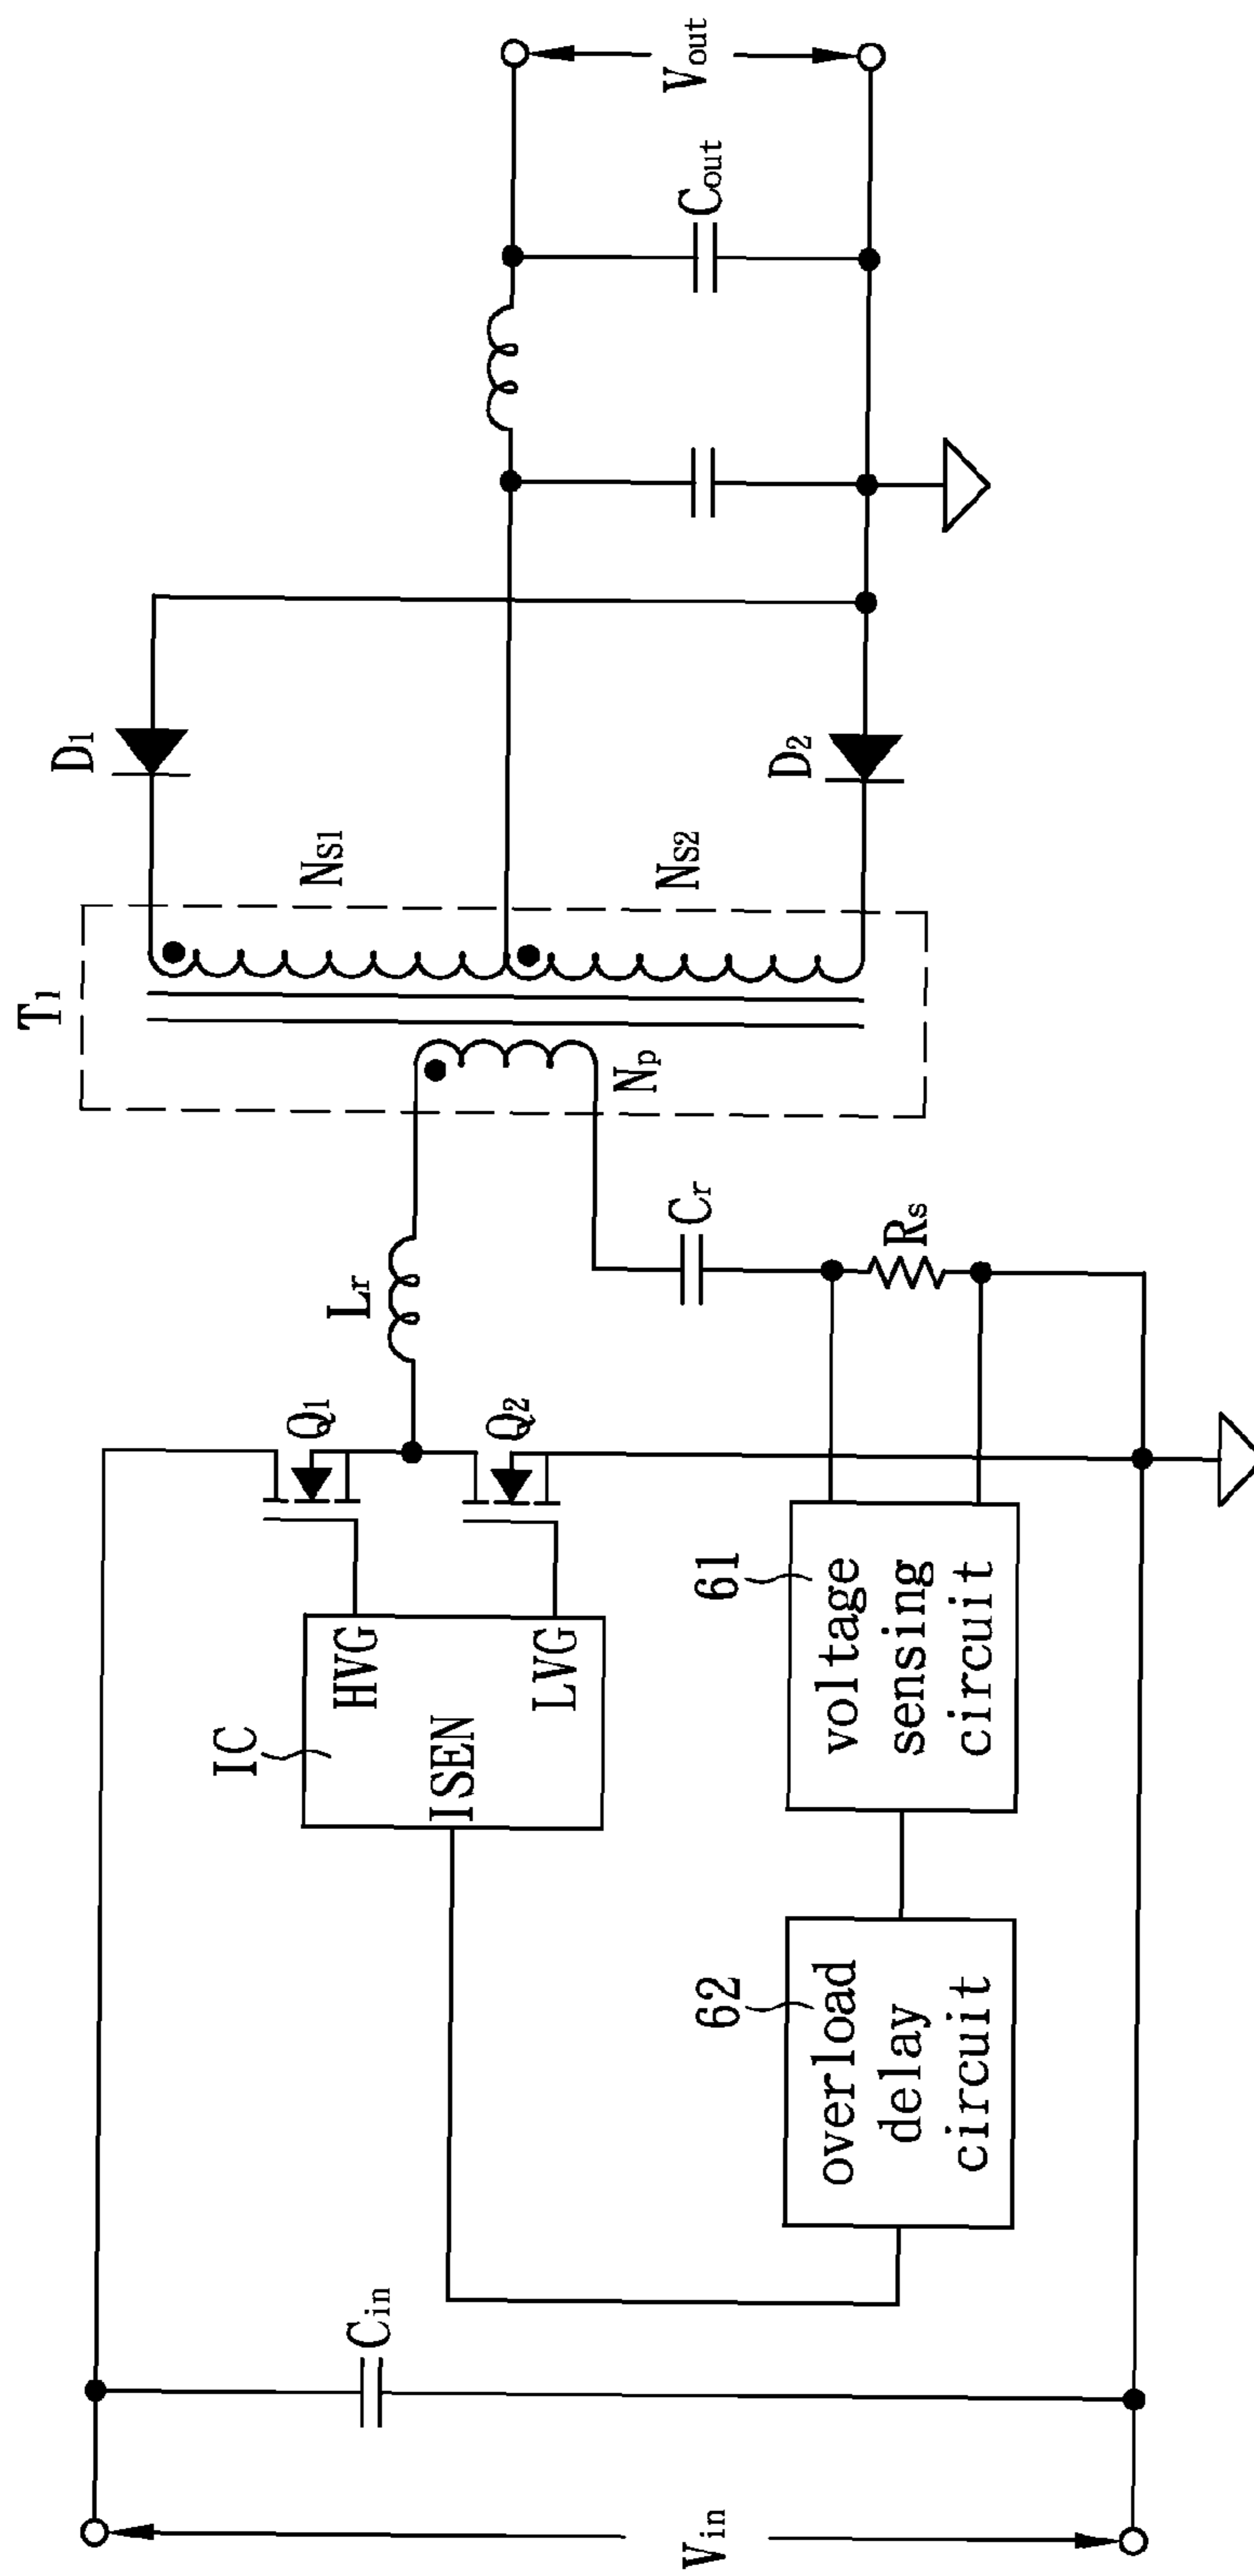 Vin
Cin
IC
HVG
ISEN
LVG
Q1
Q2
Lr
Cr
Rs
61
voltage
sensing
circuit
62
overload
delay
circuit
T1
Np
NS1
NS2
D1
D2
Cout
Vout